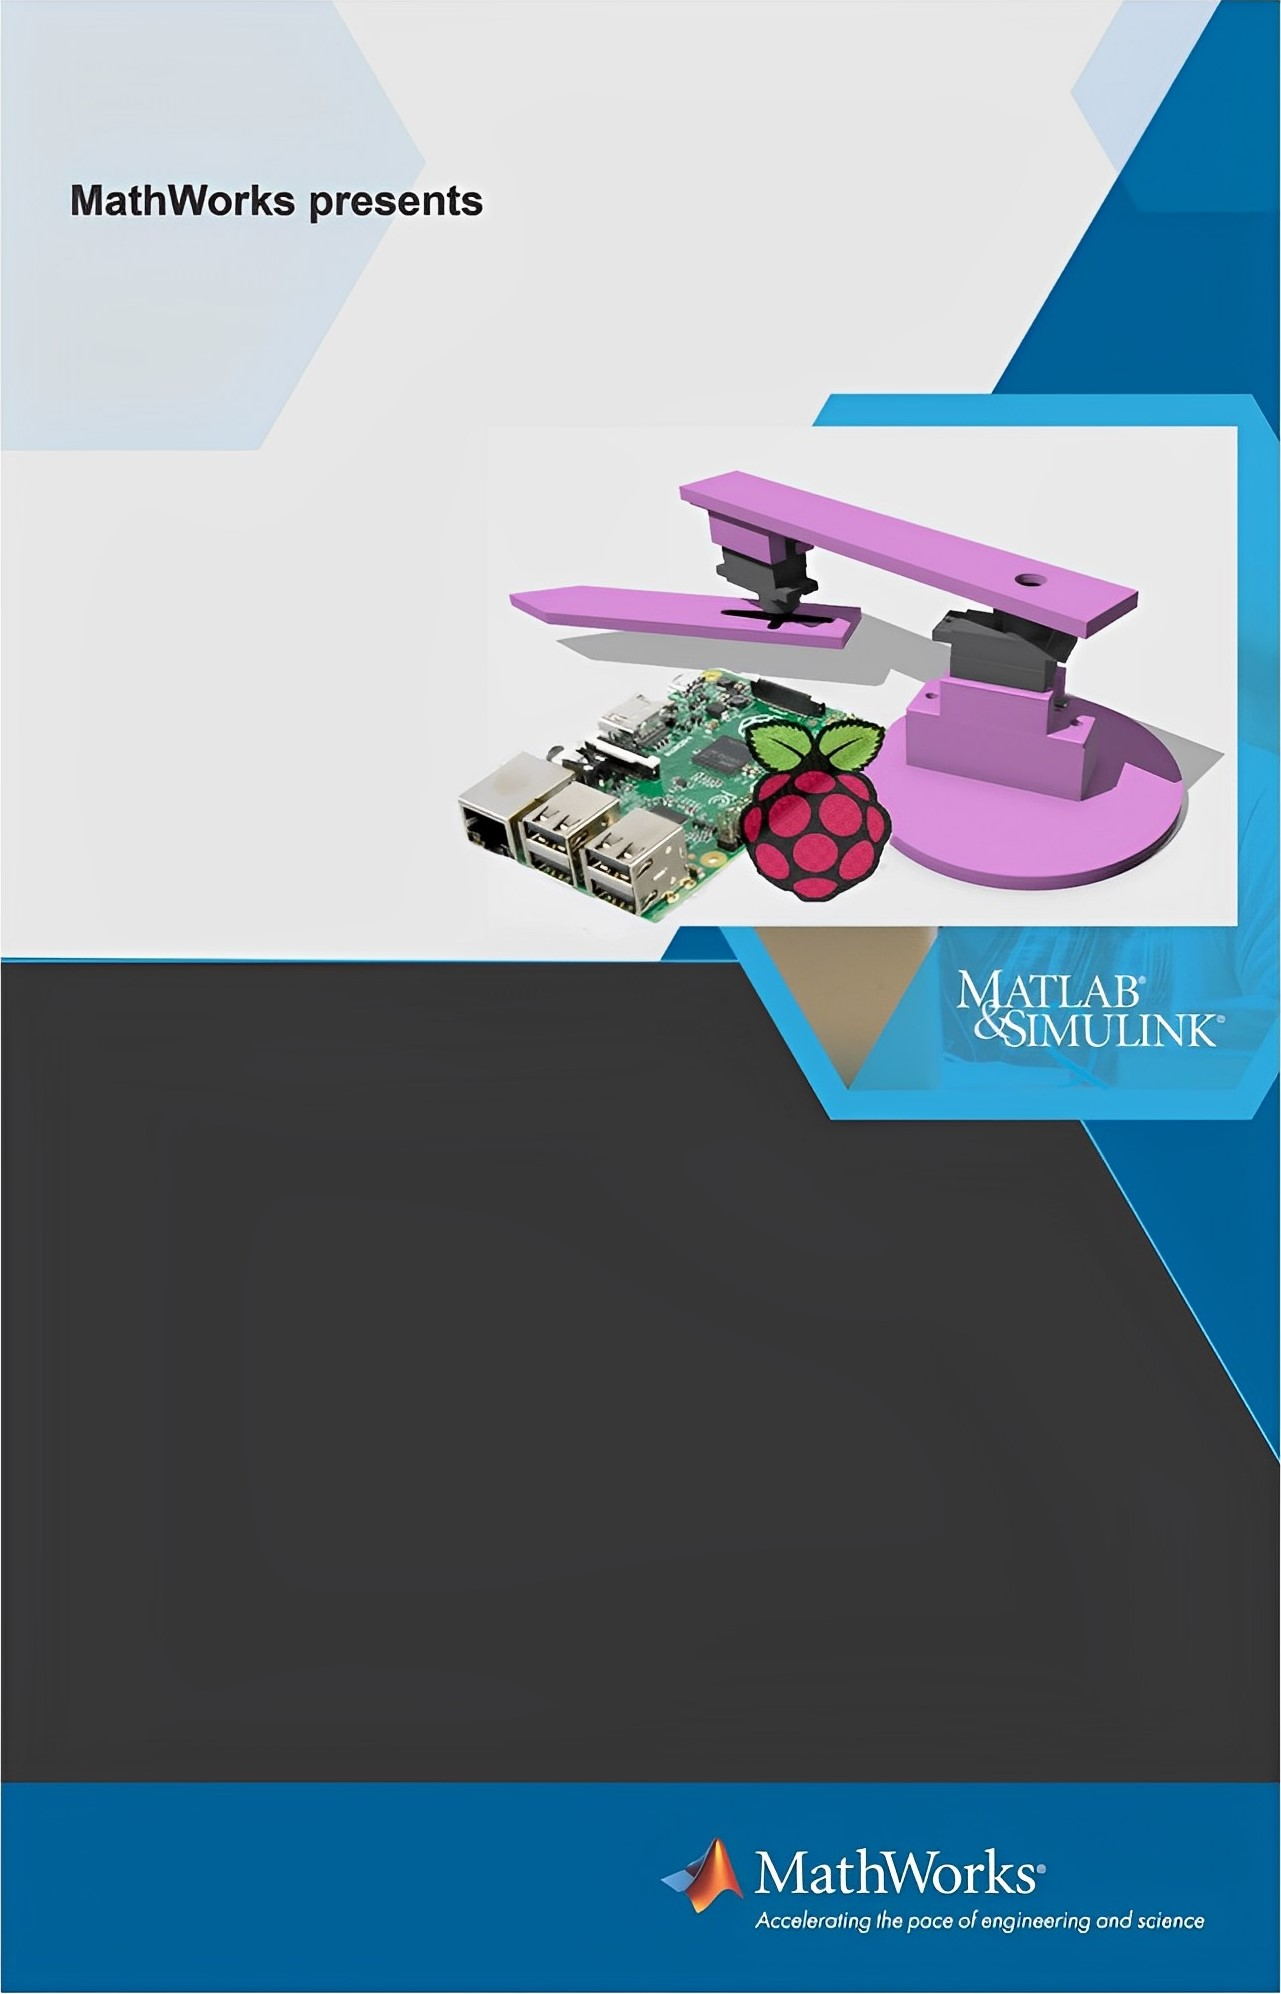 MathWorks presents
MATLAB®
&SIMULINK®
MathWorks®
Accelerating the pace of engineering and science